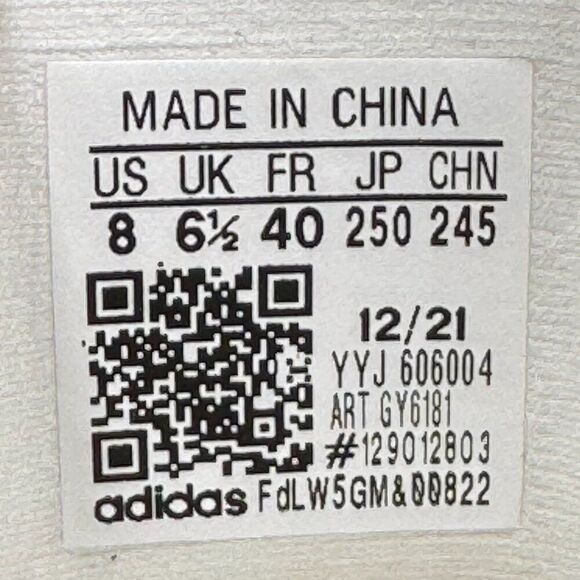 MADE IN CHINA
US UK FR JP CHN
8 6½ 40 250 245
12/21
YYJ 606004
ART GY6181
#129012803
adidas FdLW5GM&00822